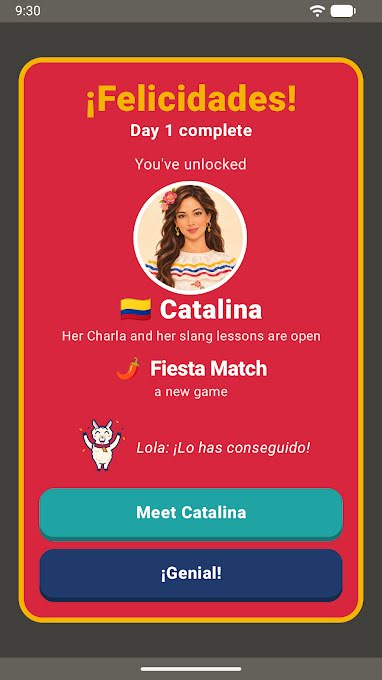 9:30
¡Felicidades!
Day 1 complete
You've unlocked
Catalina
Her Charla and her slang lessons are open
Fiesta Match
a new game
Lola: ¡Lo has conseguido!
Meet Catalina
¡Genial!